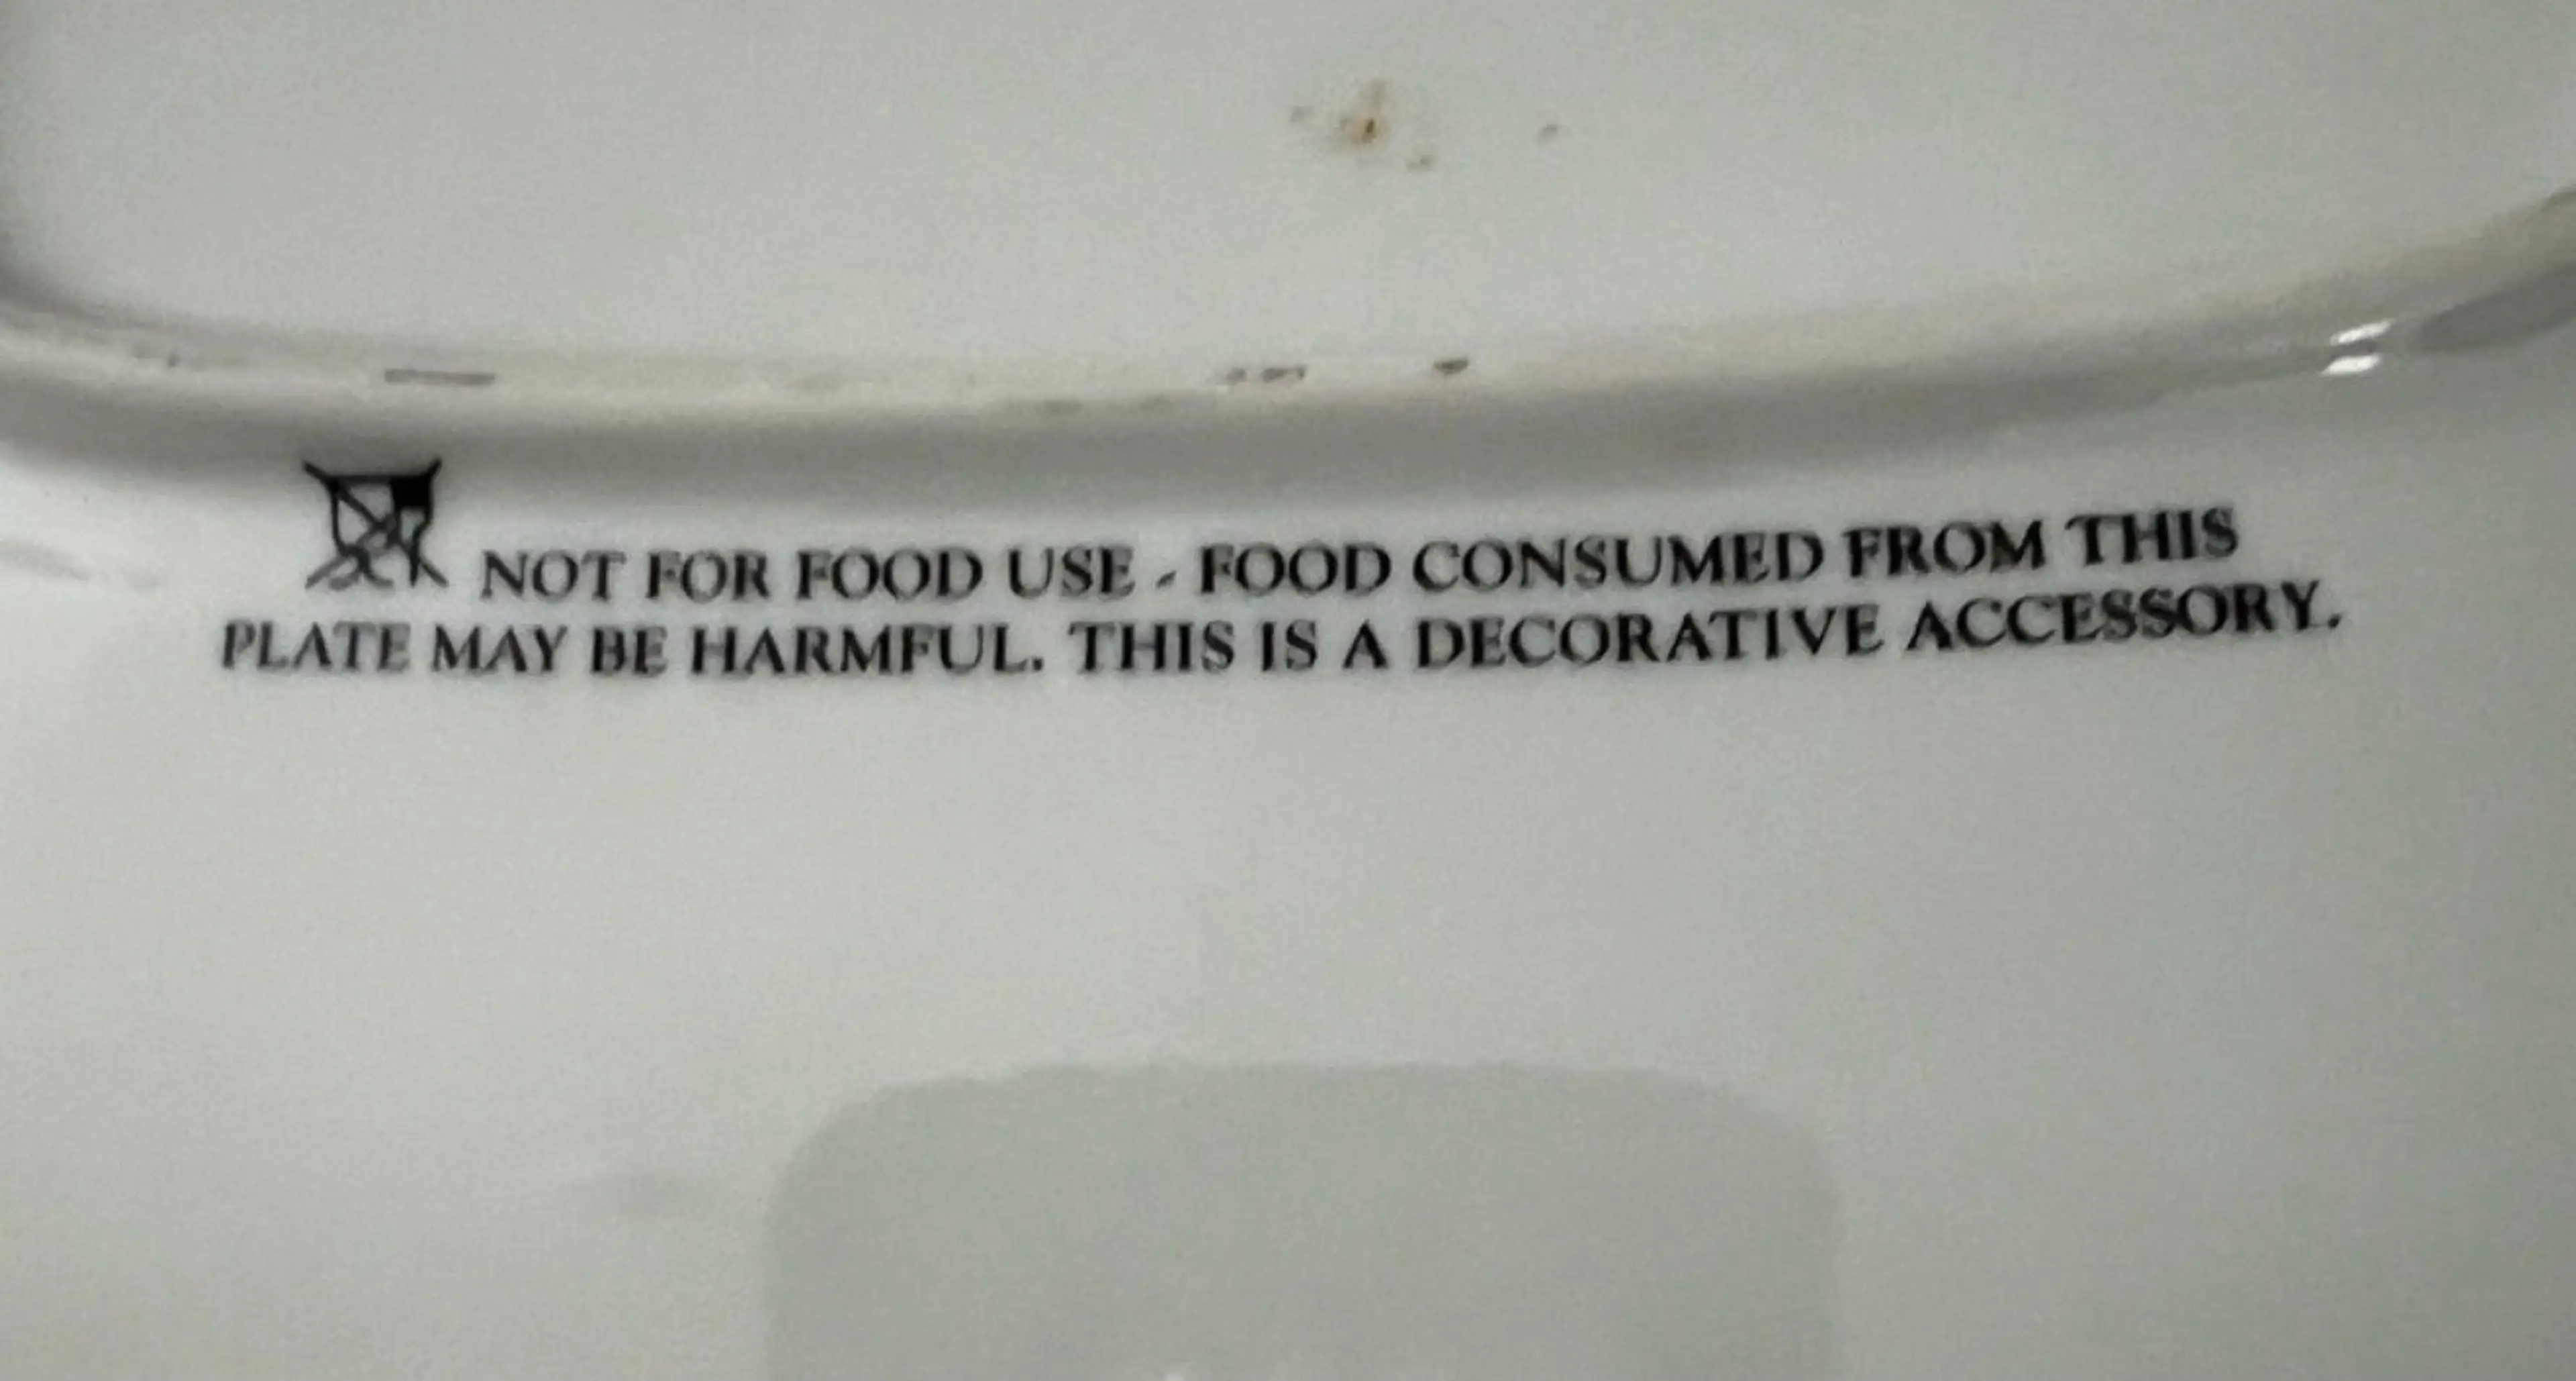 NOT FOR FOOD USE - FOOD CONSUMED FROM THIS
PLATE MAY BE HARMFUL. THIS IS A DECORATIVE ACCESSORY.